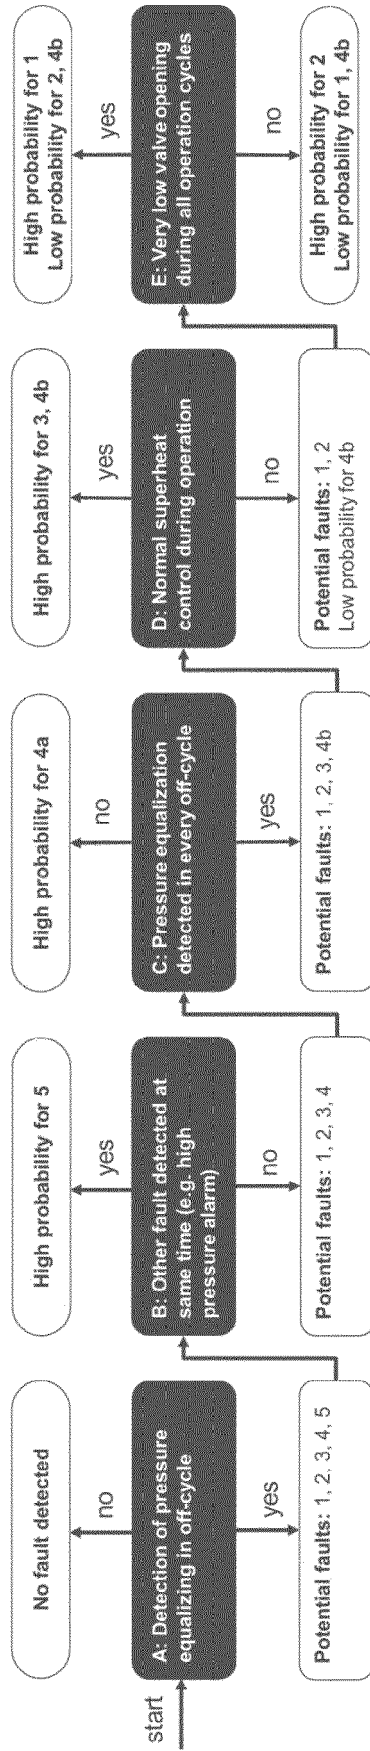 start
No fault detected
no
A: Detection of pressure
equalizing in off-cycle
yes
Potential faults: 1, 2, 3, 4, 5
High probability for 5
yes
B: Other fault detected at
same time (e.g. high
pressure alarm)
no
Potential faults: 1, 2, 3, 4
High probability for 4a
no
C: Pressure equalization
detected in every off-cycle
yes
Potential faults: 1, 2, 3, 4b
High probability for 3, 4b
yes
D: Normal superheat
control during operation
no
Potential faults: 1, 2
Low probability for 4b
High probability for 1
Low probability for 2, 4b
yes
E: Very low valve opening
during all operation cycles
no
High probability for 2
Low probability for 1, 4b